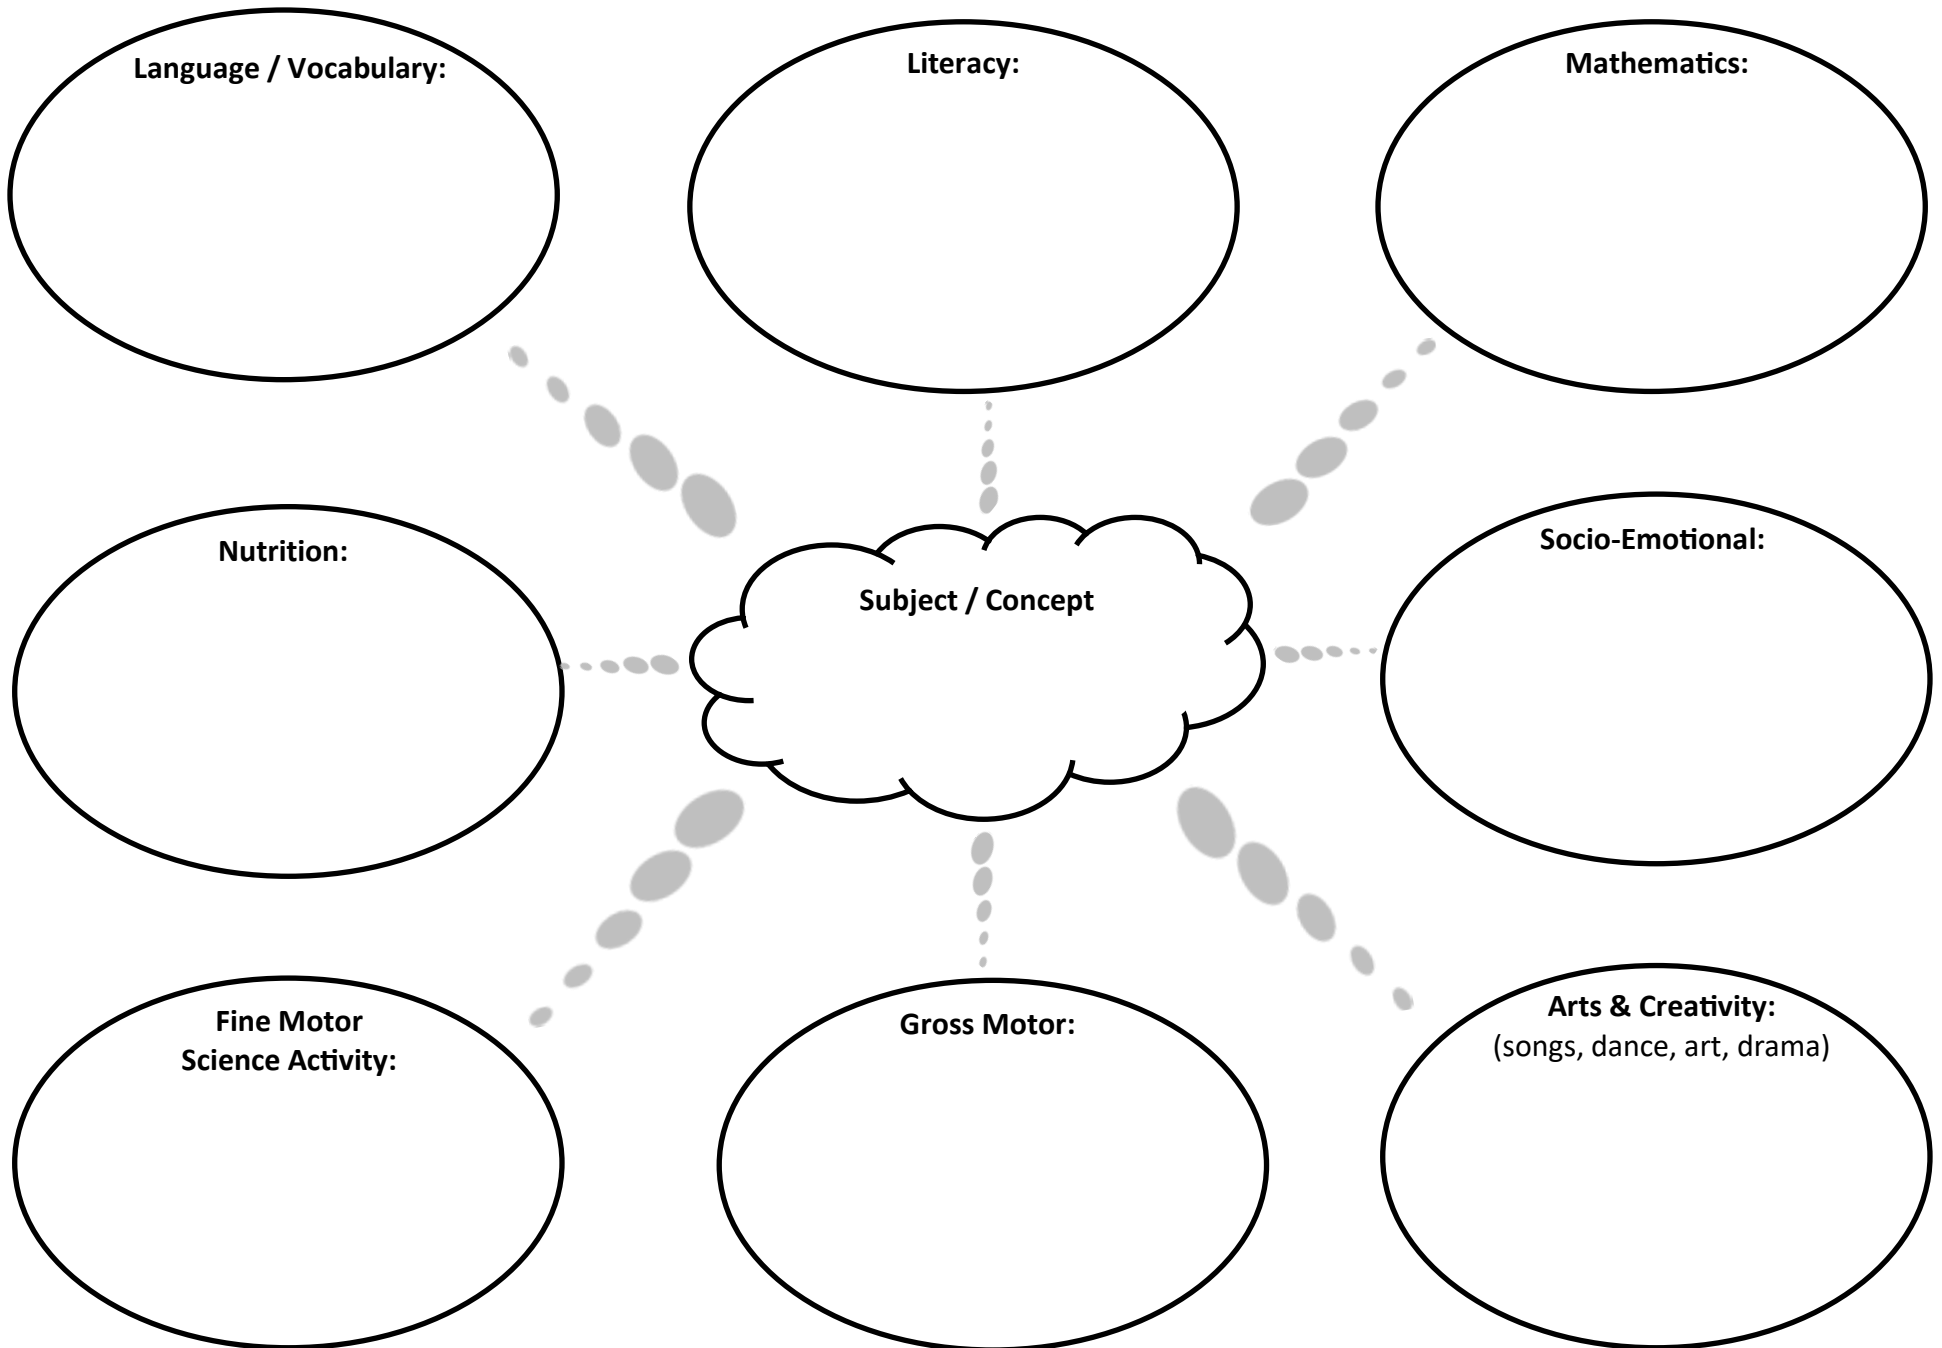 Language / Vocabulary:
Literacy:
Mathematics:
Nutrition:
Subject / Concept
Socio-Emotional:
Fine Motor
Science Activity:
Gross Motor:
Arts & Creativity:
(songs, dance, art, drama)